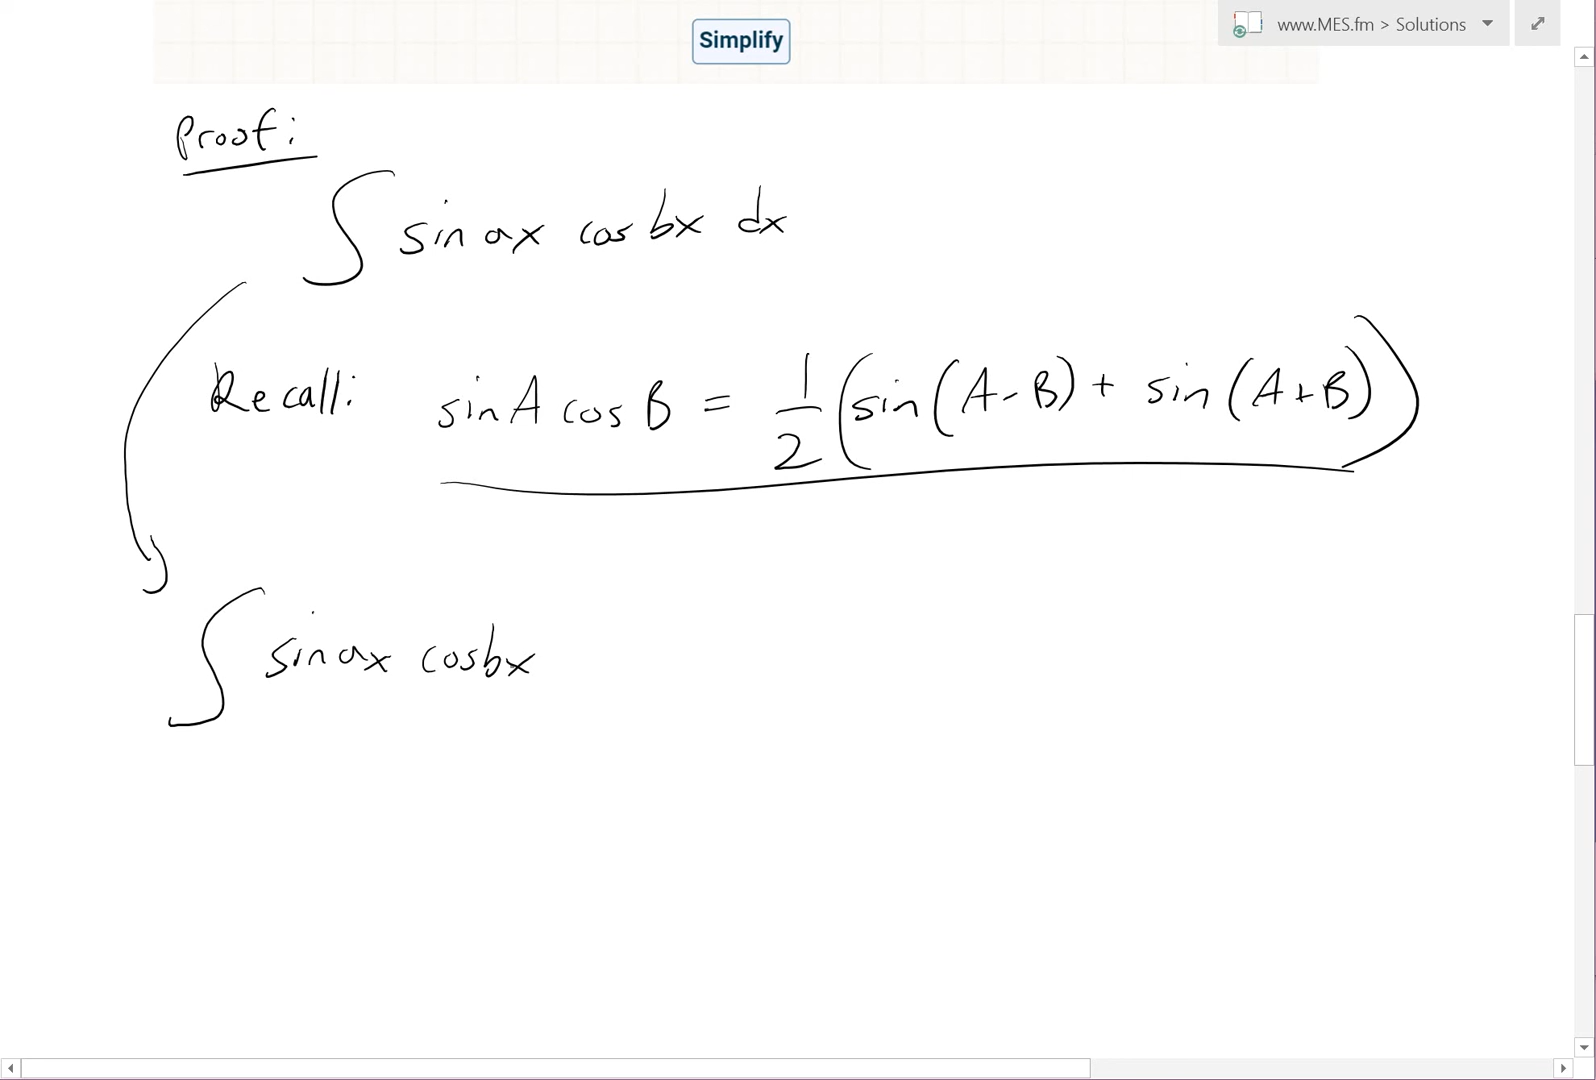 Simplify
www.MES.fm > Solutions
Proof:
∫ sin ax cos bx dx
Recall: sin A cos B = 1/2 (sin(A-B) + sin(A+B))
∫ sin ax cos bx